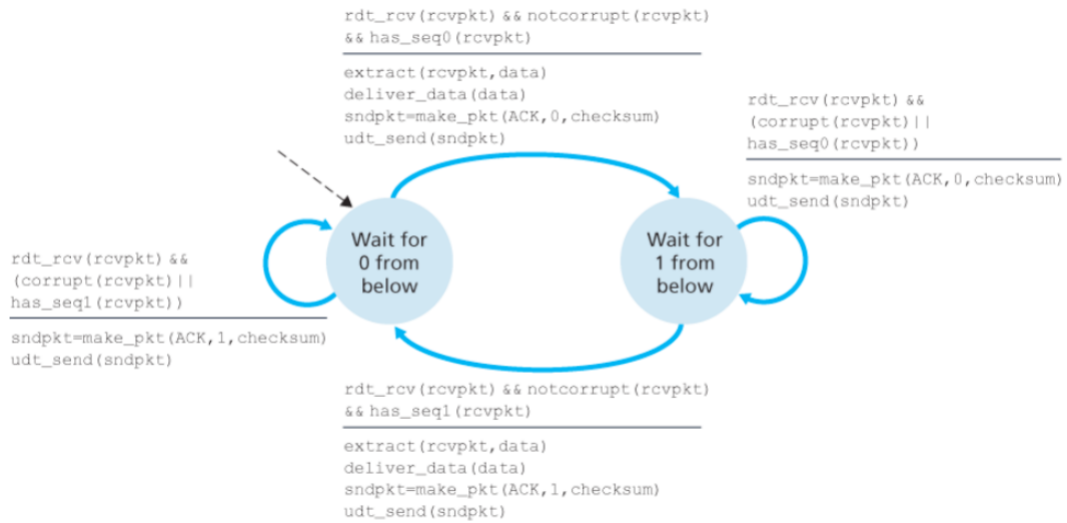 rdt_rcv(rcvpkt) && notcorrupt(rcvpkt)
&& has_seq0(rcvpkt)
extract(rcvpkt,data)
deliver_data(data)
sndpkt=make_pkt(ACK,0,checksum)
udt_send(sndpkt)
rdt_rcv(rcvpkt) &&
(corrupt(rcvpkt)||
has_seq0(rcvpkt))
sndpkt=make_pkt(ACK,0,checksum)
udt_send(sndpkt)
Wait for
0 from
below
Wait for
1 from
below
rdt_rcv(rcvpkt) &&
(corrupt(rcvpkt)||
has_seq1(rcvpkt))
sndpkt=make_pkt(ACK,1,checksum)
udt_send(sndpkt)
rdt_rcv(rcvpkt) && notcorrupt(rcvpkt)
&& has_seq1(rcvpkt)
extract(rcvpkt,data)
deliver_data(data)
sndpkt=make_pkt(ACK,1,checksum)
udt_send(sndpkt)